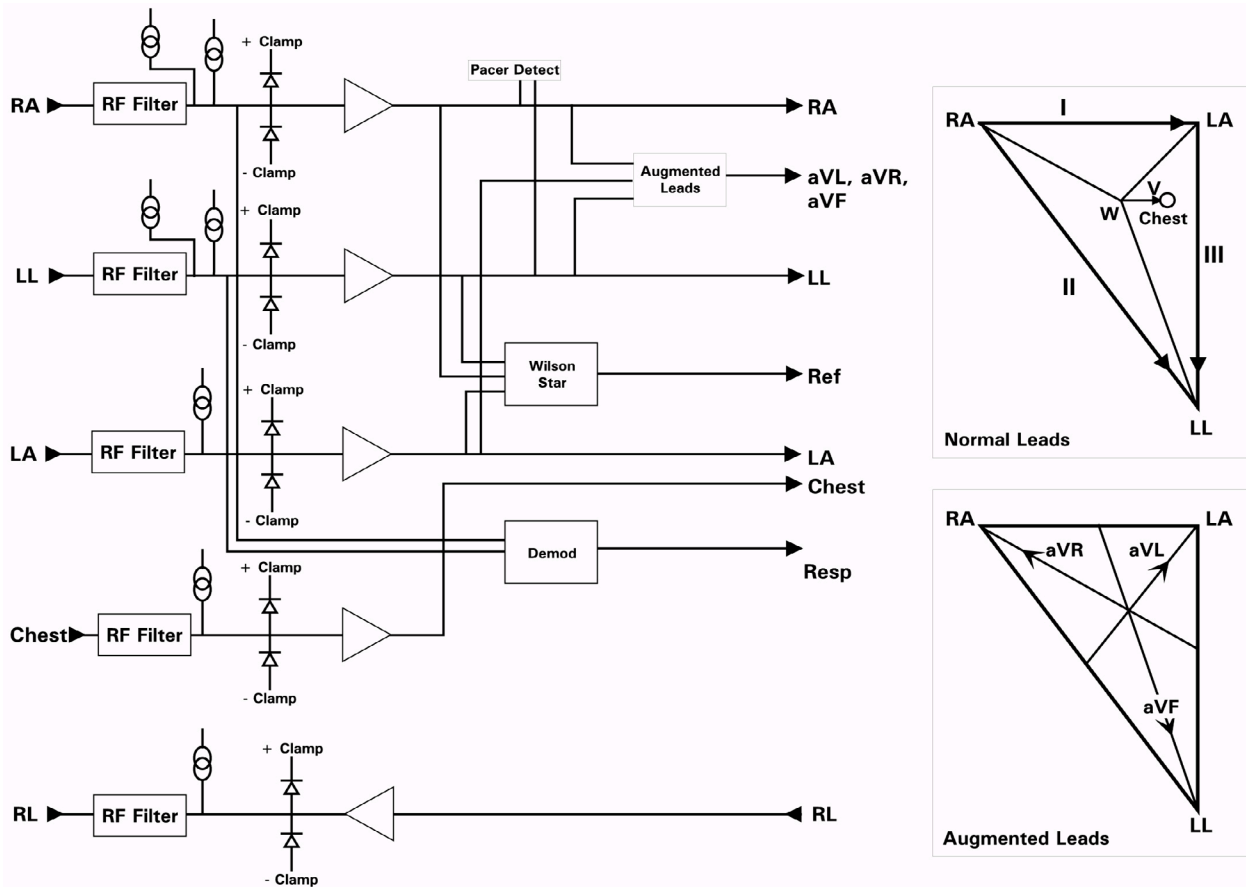 + Clamp
RA
RF Filter
- Clamp
Pacer Detect
RA
Augmented
Leads
aVL, aVR,
aVF
+ Clamp
LL
RF Filter
- Clamp
LL
Wilson
Star
Ref
+ Clamp
LA
RF Filter
- Clamp
LA
Chest
Demod
Resp
+ Clamp
Chest
RF Filter
- Clamp
+ Clamp
RL
RF Filter
- Clamp
RL
RA
I
LA
V
W
Chest
III
II
LL
Normal Leads
RA
LA
aVR
aVL
aVF
LL
Augmented Leads